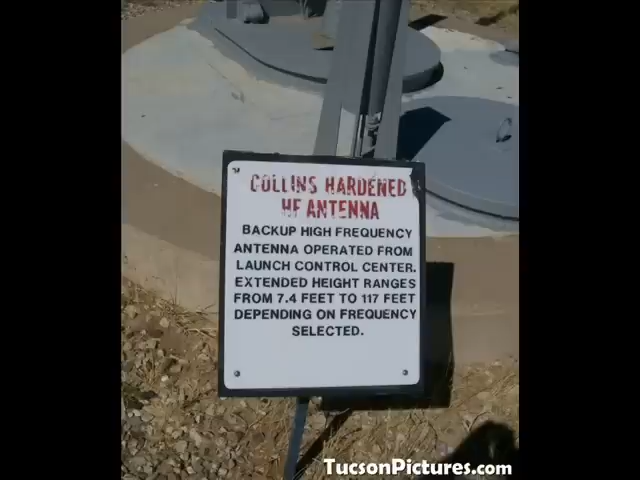 COLLINS HARDENED
HF ANTENNA
BACKUP HIGH FREQUENCY
ANTENNA OPERATED FROM
LAUNCH CONTROL CENTER.
EXTENDED HEIGHT RANGES
FROM 7.4 FEET TO 117 FEET
DEPENDING ON FREQUENCY
SELECTED.
TucsonPictures.com